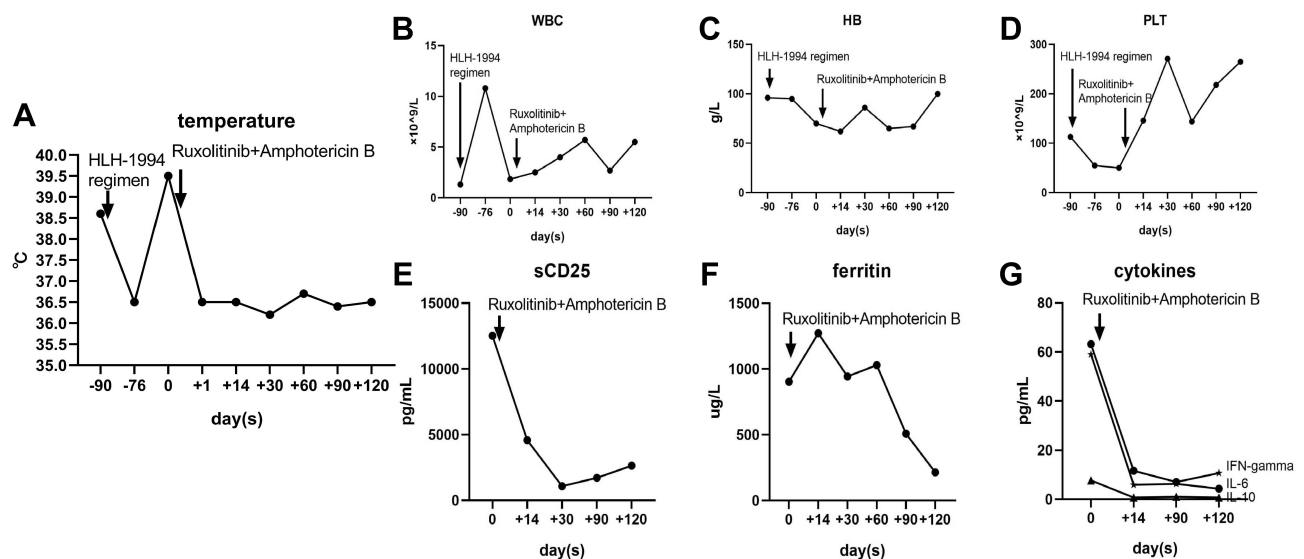 A
temperature
HLH-1994
regimen
Ruxolitinib+Amphotericin B
°C
40.0
39.5
39.0
38.5
38.0
37.5
37.0
36.5
36.0
35.5
35.0
-90 -76 0 +1 +14 +30 +60 +90 +120
day(s)
B
WBC
HLH-1994
regimen
Ruxolitinib+
Amphotericin B
×10^9/L
15
10
5
0
-90 -76 0 +14 +30 +60 +90 +120
day(s)
C
HB
HLH-1994 regimen
Ruxolitinib+Amphotericin B
g/L
150
100
50
0
-90 -76 0 +14 +30 +60 +90 +120
day(s)
D
PLT
HLH-1994 regimen
Ruxolitinib+
Amphotericin B
×10^9/L
300
200
100
0
-90 -76 0 +14 +30 +60 +90 +120
day(s)
E
sCD25
Ruxolitinib+Amphotericin B
pg/mL
15000
10000
5000
0
0 +14 +30 +90 +120
day(s)
F
ferritin
Ruxolitinib+Amphotericin B
ug/L
1500
1000
500
0
0 +14 +30 +60 +90 +120
day(s)
G
cytokines
Ruxolitinib+Amphotericin B
pg/mL
80
60
40
20
0
IFN-gamma
IL-6
IL-10
0 +14 +90 +120
day(s)